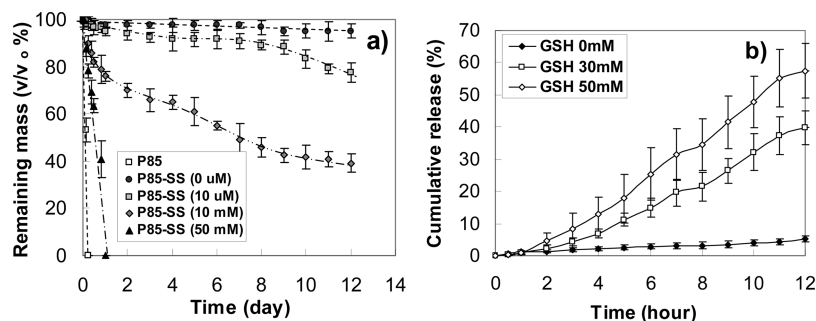 a)
Remaining mass (v/v o %)
100
80
60
40
20
0
P85
P85-SS (0 uM)
P85-SS (10 uM)
P85-SS (10 mM)
P85-SS (50 mM)
0 2 4 6 8 10 12 14
Time (day)
b)
Cumulative release (%)
70
60
50
40
30
20
10
0
GSH 0mM
GSH 30mM
GSH 50mM
0 2 4 6 8 10 12
Time (hour)